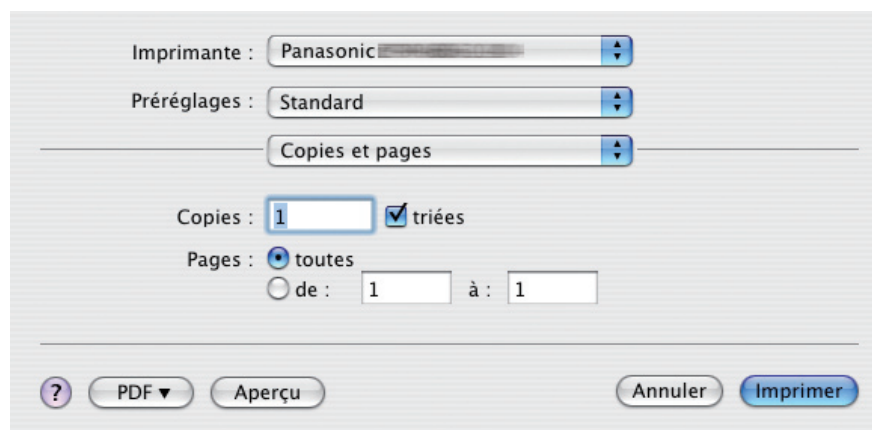 Imprimante : Panasonic
Préréglages : Standard
Copies et pages
Copies : 1 triées
Pages : toutes
de : 1 à : 1
? PDF ▼ Aperçu Annuler Imprimer